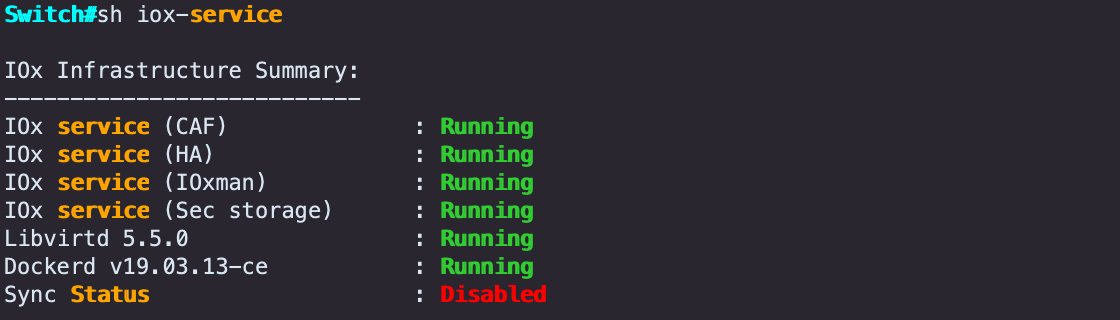 Switch#sh iox-service
IOx Infrastructure Summary:
---------------------------
IOx service (CAF)              : Running
IOx service (HA)               : Running
IOx service (IOxman)           : Running
IOx service (Sec storage)      : Running
Libvirtd 5.5.0                 : Running
Dockerd v19.03.13-ce           : Running
Sync Status                    : Disabled